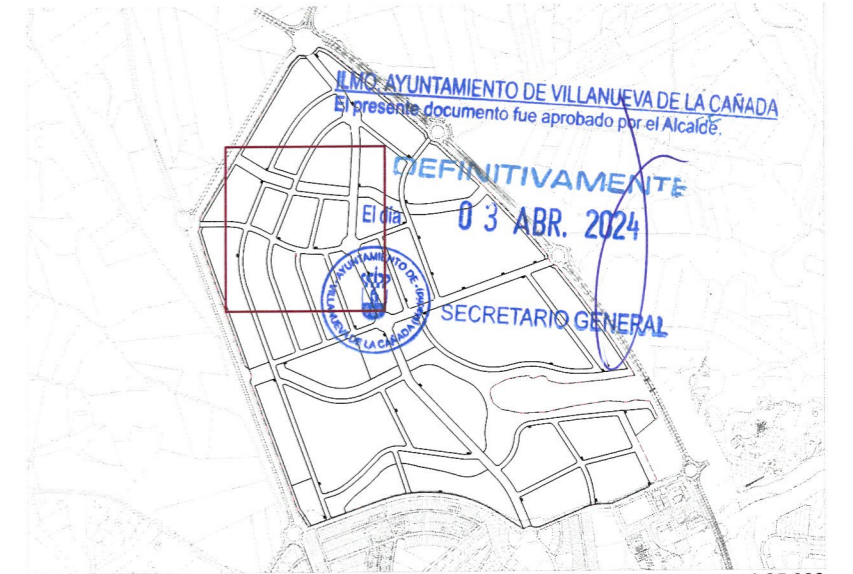 ILMO. AYUNTAMIENTO DE VILLANUEVA DE LA CAÑADA
El presente documento fue aprobado por el Alcalde.
DEFINITIVAMENTE
El día 03 ABR. 2024
AYUNTAMIENTO DE VILLANUEVA DE LA CAÑADA
SECRETARIO GENERAL